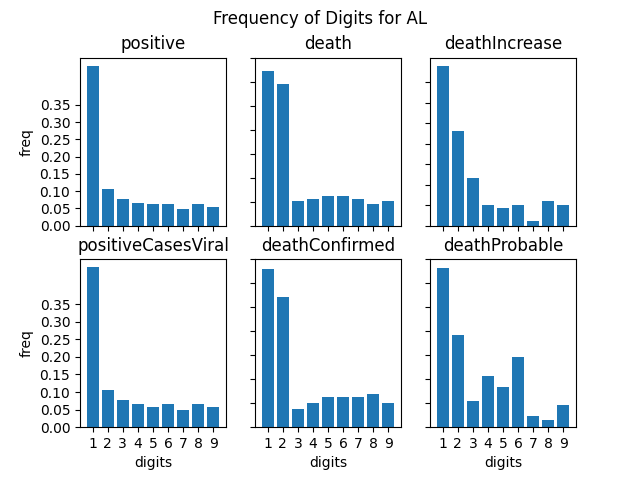 Frequency of Digits for AL
positive
death
deathIncrease
freq
0.35
0.30
0.25
0.20
0.15
0.10
0.05
0.00
positiveCasesViral
deathConfirmed
deathProbable
freq
0.35
0.30
0.25
0.20
0.15
0.10
0.05
0.00
1 2 3 4 5 6 7 8 9
1 2 3 4 5 6 7 8 9
1 2 3 4 5 6 7 8 9
digits
digits
digits